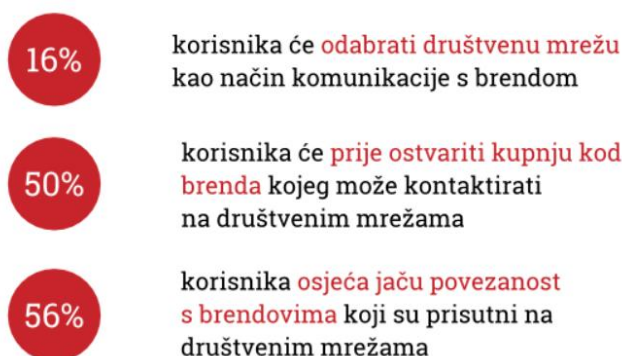 16%
korisnika će odabrati društvenu mrežu
kao način komunikacije s brendom
50%
korisnika će prije ostvariti kupnju kod
brenda kojeg može kontaktirati
na društvenim mrežama
56%
korisnika osjeća jaču povezanost
s brendovima koji su prisutni na
društvenim mrežama